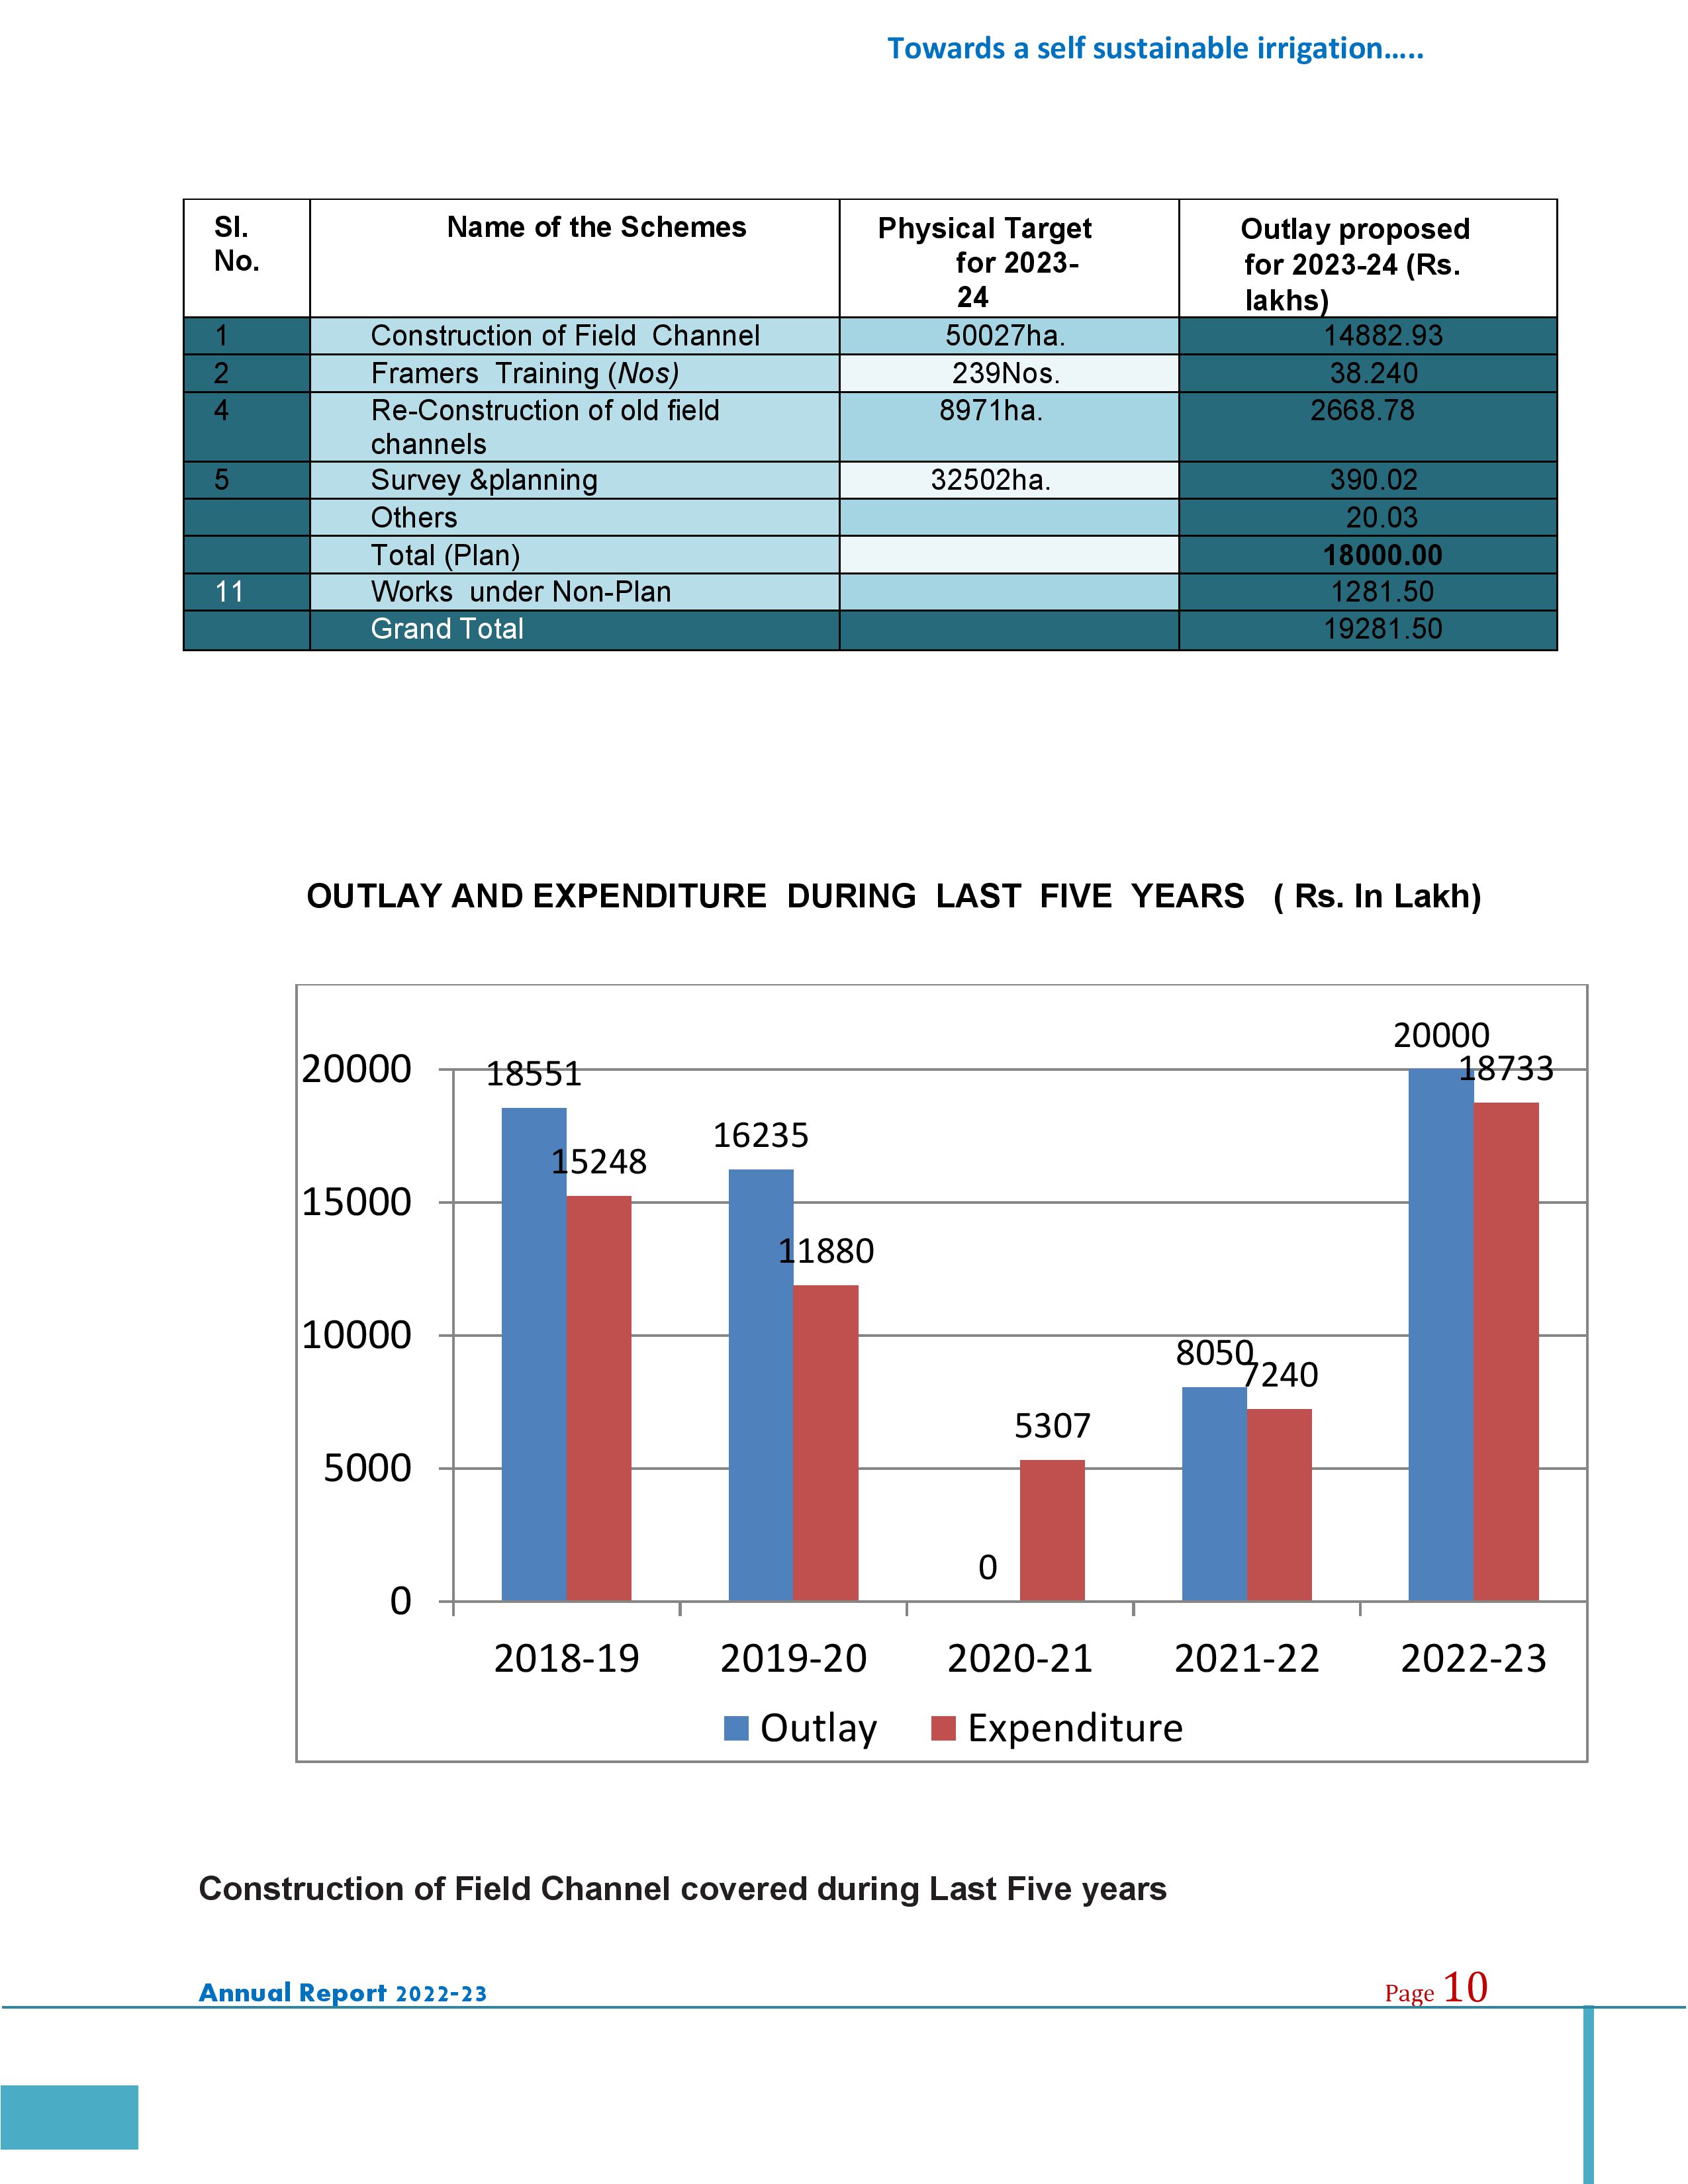 Towards a self sustainable irrigation.....
Sl. No. Name of the Schemes Physical Target for 2023-24 Outlay proposed for 2023-24 (Rs. lakhs)
1 Construction of Field Channel 50027ha. 14882.93
2 Framers Training (Nos) 239Nos. 38.240
4 Re-Construction of old field channels 8971ha. 2668.78
5 Survey &planning 32502ha. 390.02
Others 20.03
Total (Plan) 18000.00
11 Works under Non-Plan 1281.50
Grand Total 19281.50
OUTLAY AND EXPENDITURE DURING LAST FIVE YEARS ( Rs. In Lakh)
20000
15000
10000
5000
0
18551
15248
16235
11880
0
5307
8050
7240
20000
18733
2018-19 2019-20 2020-21 2021-22 2022-23
Outlay Expenditure
Construction of Field Channel covered during Last Five years
Annual Report 2022-23 Page 10